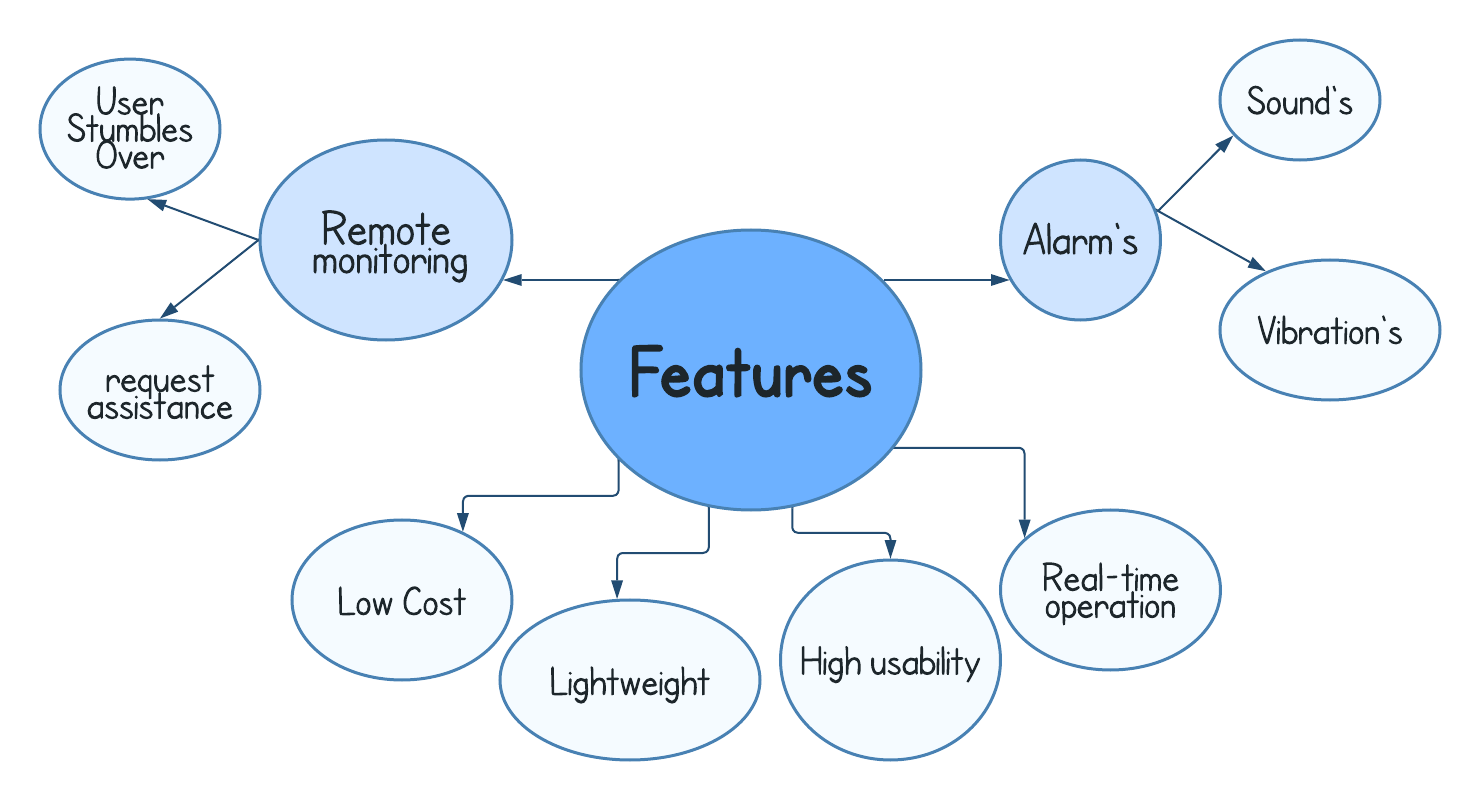 User
Stumbles
Over
Sound's
Remote
monitoring
Alarm's
Vibration's
request
assistance
Features
Low Cost
Lightweight
High usability
Real-time
operation